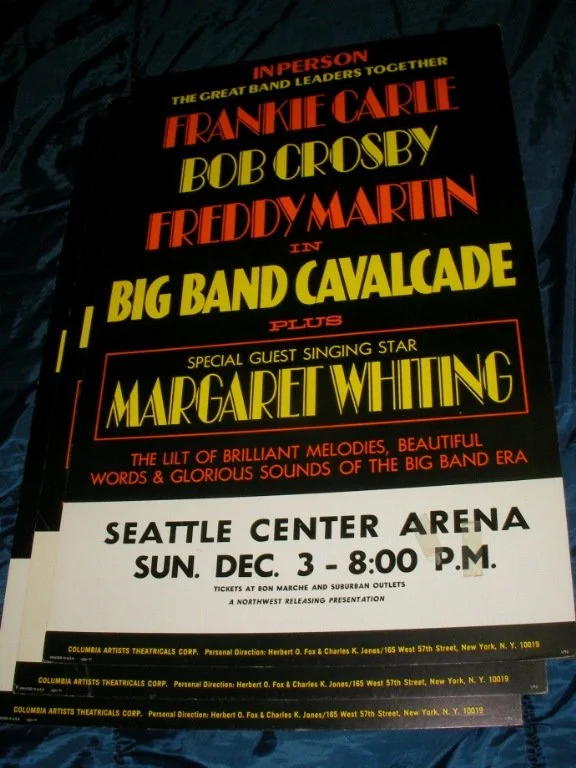 IN PERSON
THE GREAT BAND LEADERS TOGETHER
FRANKIE CARLE
BOB CROSBY
FREDDY MARTIN
IN
BIG BAND CAVALCADE
PLUS
SPECIAL GUEST SINGING STAR
MARGARET WHITING
THE LILT OF BRILLIANT MELODIES, BEAUTIFUL
WORDS & GLORIOUS SOUNDS OF THE BIG BAND ERA
SEATTLE CENTER ARENA
SUN. DEC. 3 - 8:00 P.M.
TICKETS AT BON MARCHE AND SUBURBAN OUTLETS
A NORTHWEST RELEASING PRESENTATION
COLUMBIA ARTISTS THEATRICALS CORP. Personal Direction: Herbert O. Fox & Charles K. Jones/165 West 57th Street, New York, N. Y. 10019
COLUMBIA ARTISTS THEATRICALS CORP. Personal Direction: Herbert O. Fox & Charles K. Jones/165 West 57th Street, New York, N. Y. 10019
COLUMBIA ARTISTS THEATRICALS CORP. Personal Direction: Herbert O. Fox & Charles K. Jones/165 West 57th Street, New York, N. Y. 10019